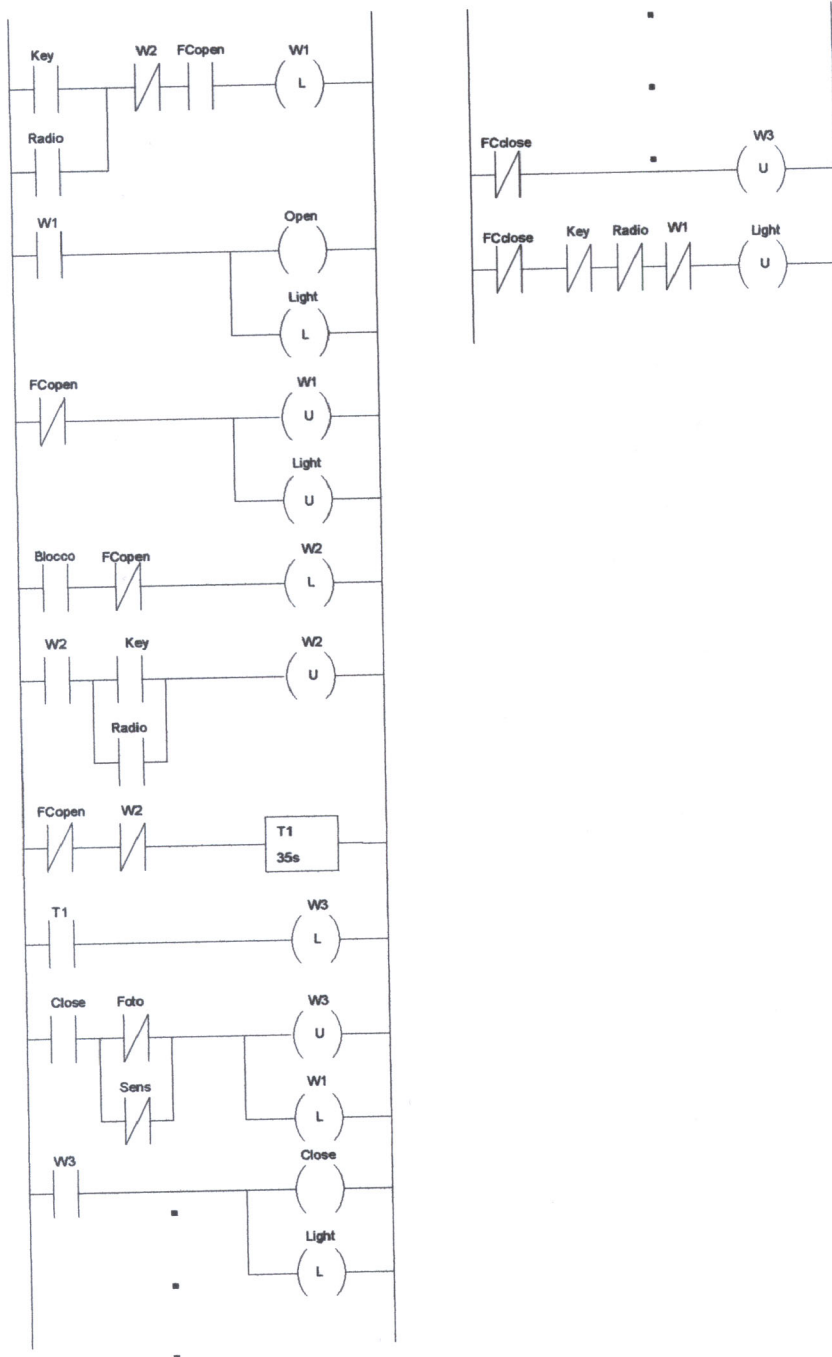 Key W2 FCopen W1
L
Radio
W1 Open
Light
L
FCopen W1
U
Light
U
Blocco FCopen W2
L
W2 Key W2
U
Radio
FCopen W2
T1
35s
T1 W3
L
Close Foto W3
U
Sens W1
L
W3 Close
Light
L
FCclose W3
U
FCclose Key Radio W1 Light
U